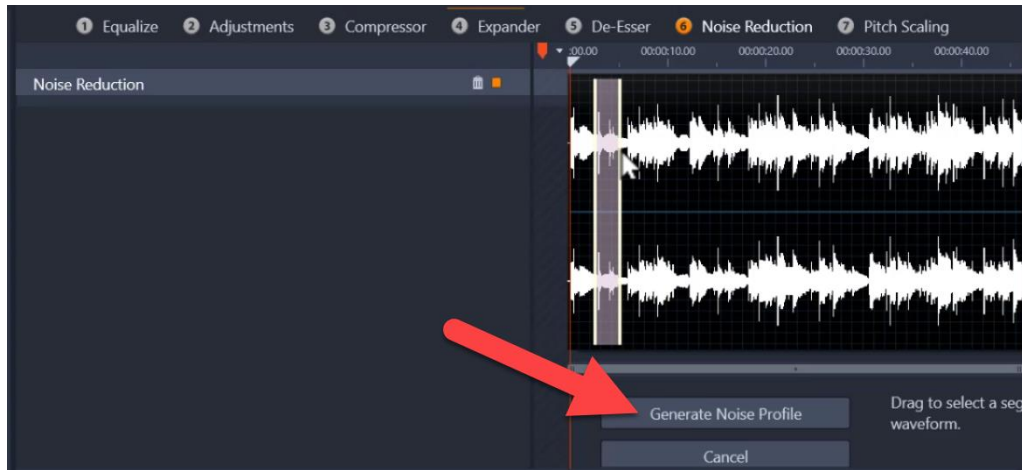 1 Equalize 2 Adjustments 3 Compressor 4 Expander 5 De-Esser 6 Noise Reduction 7 Pitch Scaling
:00.00 00:00:10.00 00:00:20.00 00:00:30.00 00:00:40.00
Noise Reduction
Generate Noise Profile
Drag to select a seg
waveform.
Cancel